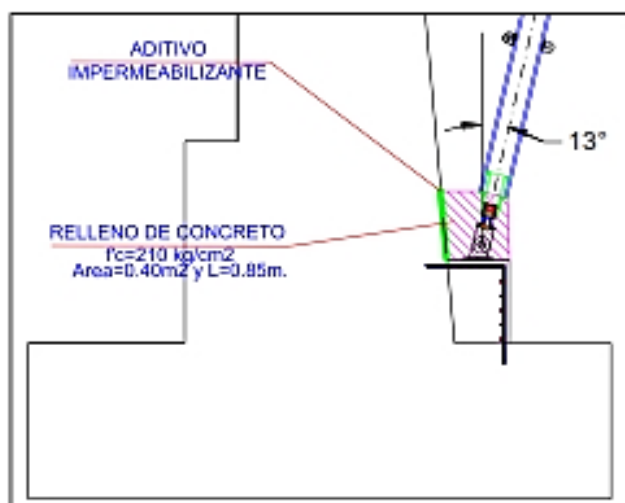 ADITIVO
IMPERMEABILIZANTE
13°
RELLENO DE CONCRETO
f'c=210 kg/cm2
Area=0.40m2 y L=0.85m.